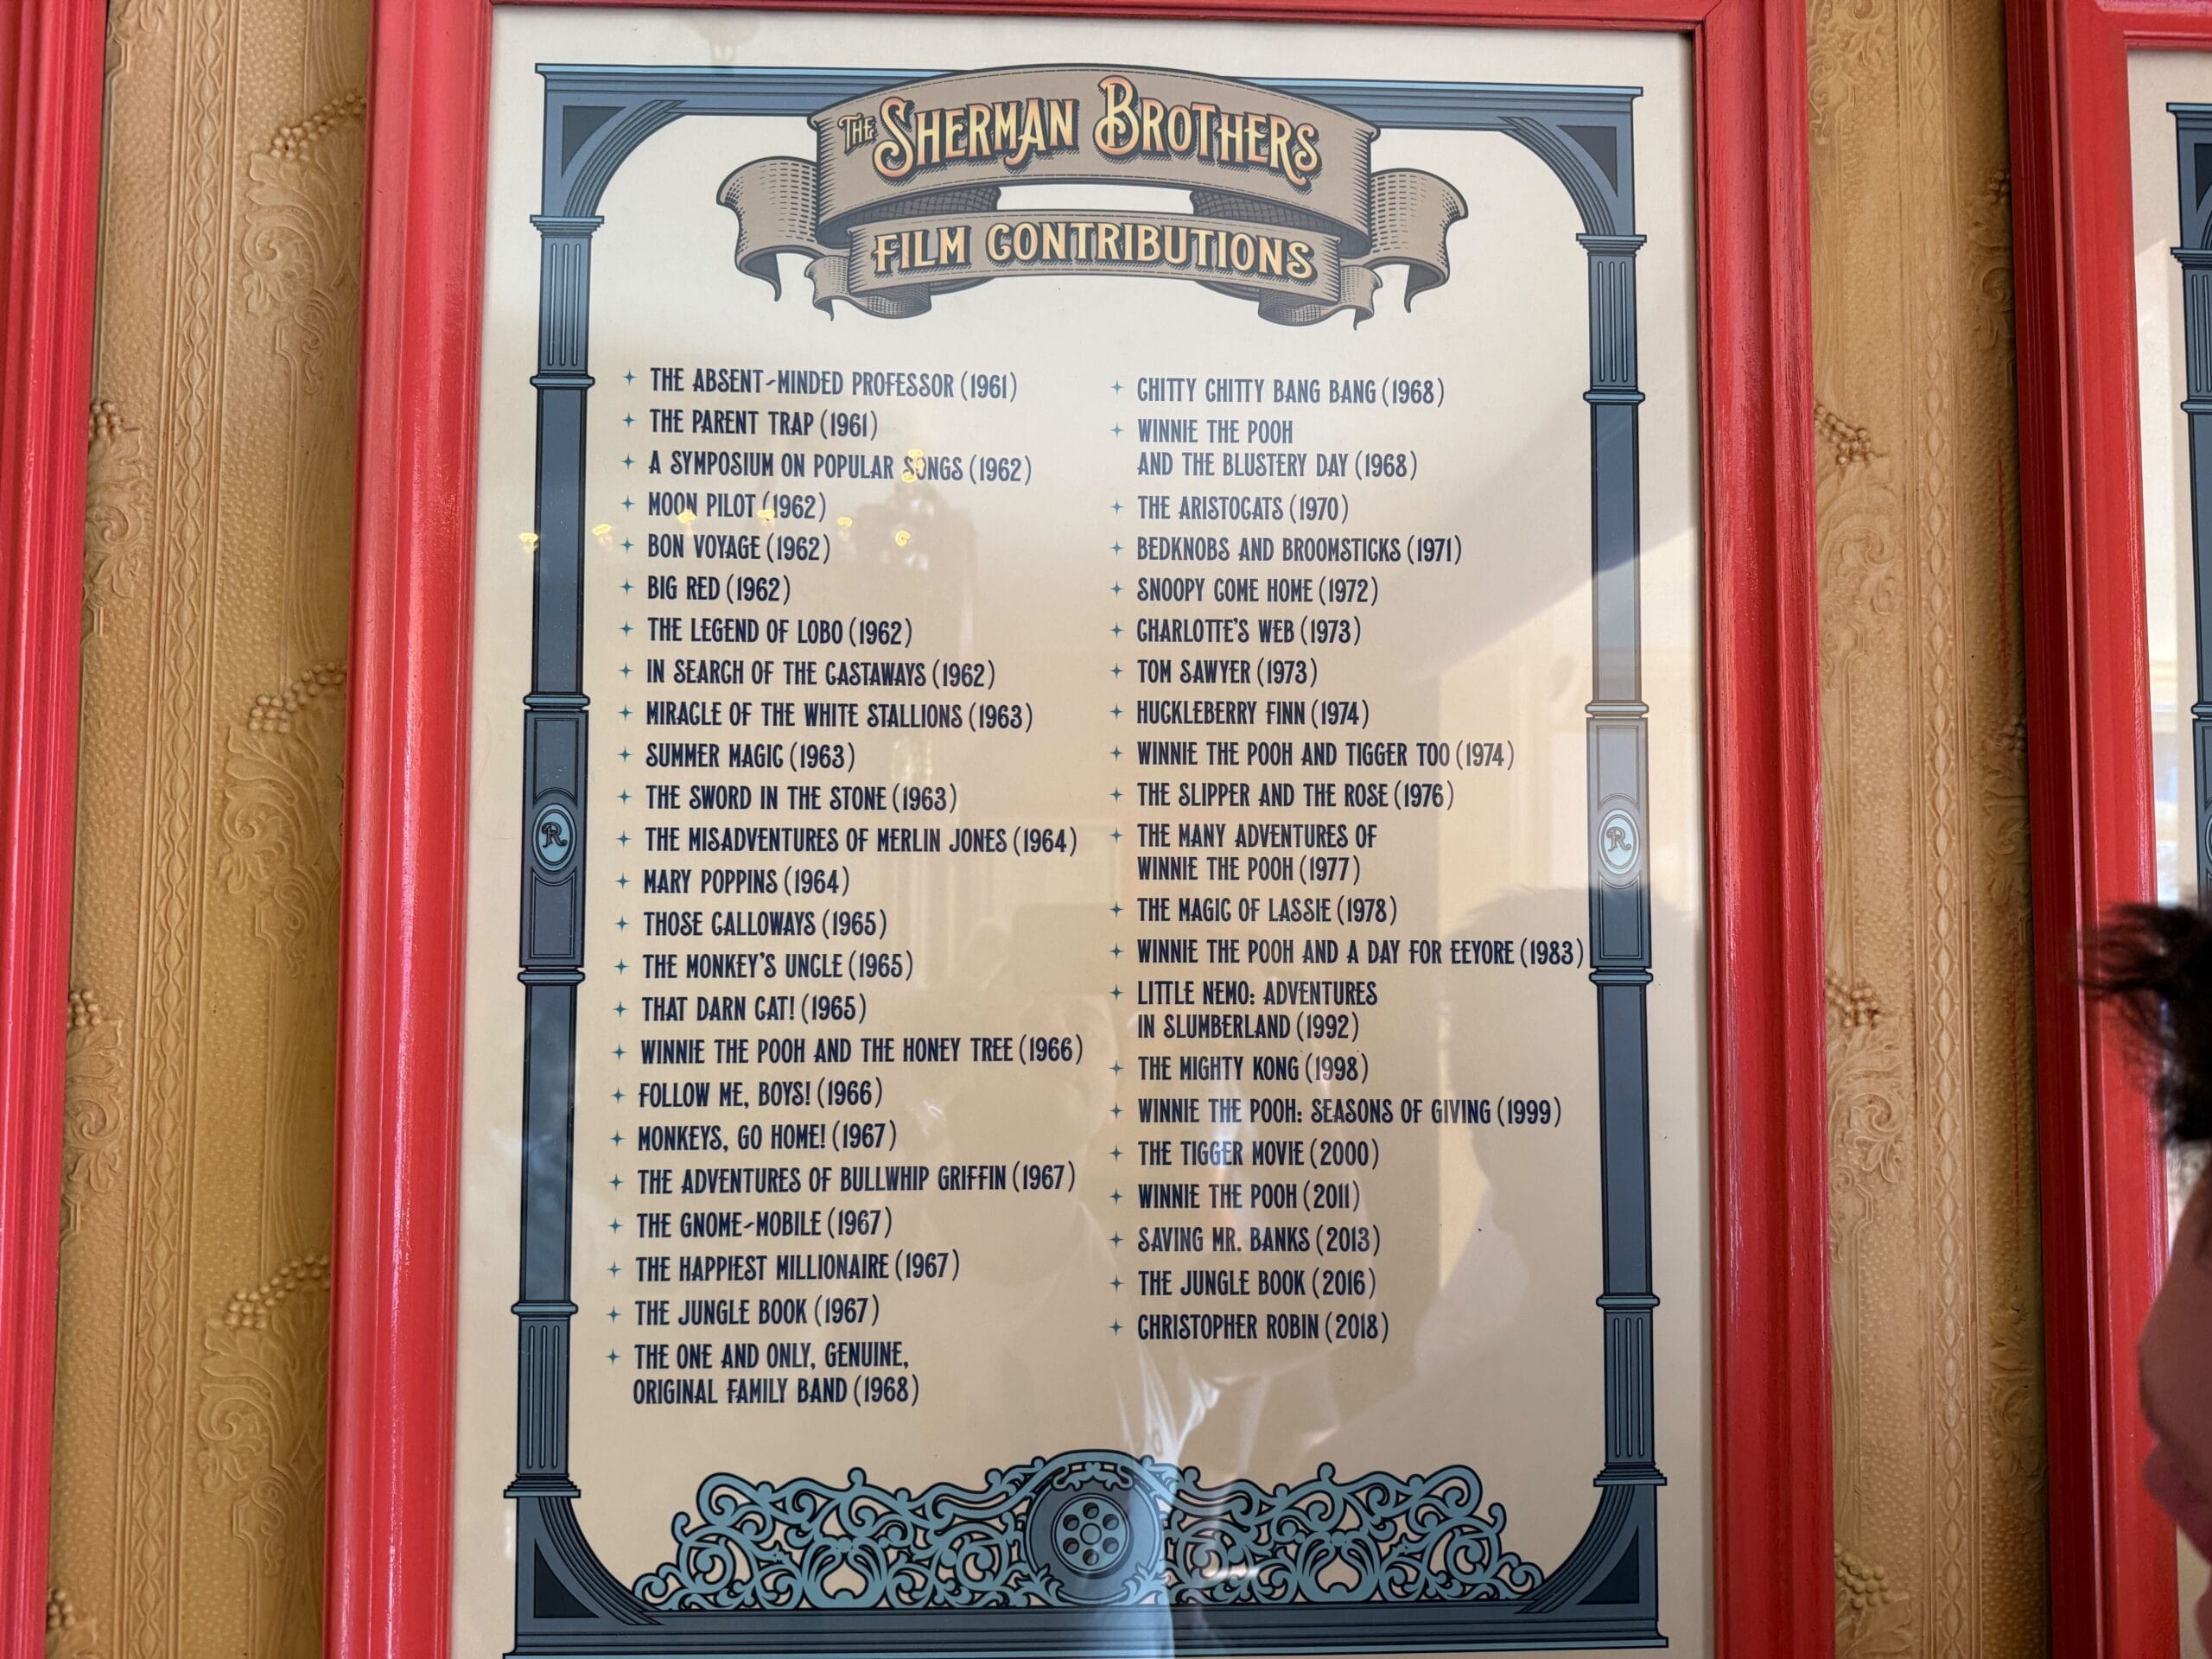 THE SHERMAN BROTHERS
FILM CONTRIBUTIONS
THE ABSENT-MINDED PROFESSOR (1961)
THE PARENT TRAP (1961)
A SYMPOSIUM ON POPULAR SONGS (1962)
MOON PILOT (1962)
BON VOYAGE (1962)
BIG RED (1962)
THE LEGEND OF LOBO (1962)
IN SEARCH OF THE CASTAWAYS (1962)
MIRACLE OF THE WHITE STALLIONS (1963)
SUMMER MAGIC (1963)
THE SWORD IN THE STONE (1963)
THE MISADVENTURES OF MERLIN JONES (1964)
MARY POPPINS (1964)
THOSE CALLOWAYS (1965)
THE MONKEY'S UNCLE (1965)
THAT DARN CAT! (1965)
WINNIE THE POOH AND THE HONEY TREE (1966)
FOLLOW ME, BOYS! (1966)
MONKEYS, GO HOME! (1967)
THE ADVENTURES OF BULLWHIP GRIFFIN (1967)
THE GNOME-MOBILE (1967)
THE HAPPIEST MILLIONAIRE (1967)
THE JUNGLE BOOK (1967)
THE ONE AND ONLY, GENUINE,
ORIGINAL FAMILY BAND (1968)
CHITTY CHITTY BANG BANG (1968)
WINNIE THE POOH
AND THE BLUSTERY DAY (1968)
THE ARISTOCATS (1970)
BEDKNOBS AND BROOMSTICKS (1971)
SNOOPY COME HOME (1972)
CHARLOTTE'S WEB (1973)
TOM SAWYER (1973)
HUCKLEBERRY FINN (1974)
WINNIE THE POOH AND TIGGER TOO (1974)
THE SLIPPER AND THE ROSE (1976)
THE MANY ADVENTURES OF
WINNIE THE POOH (1977)
THE MAGIC OF LASSIE (1978)
WINNIE THE POOH AND A DAY FOR EEYORE (1983)
LITTLE NEMO: ADVENTURES
IN SLUMBERLAND (1992)
THE MIGHTY KONG (1998)
WINNIE THE POOH: SEASONS OF GIVING (1999)
THE TIGGER MOVIE (2000)
WINNIE THE POOH (2011)
SAVING MR. BANKS (2013)
THE JUNGLE BOOK (2016)
CHRISTOPHER ROBIN (2018)
R
R